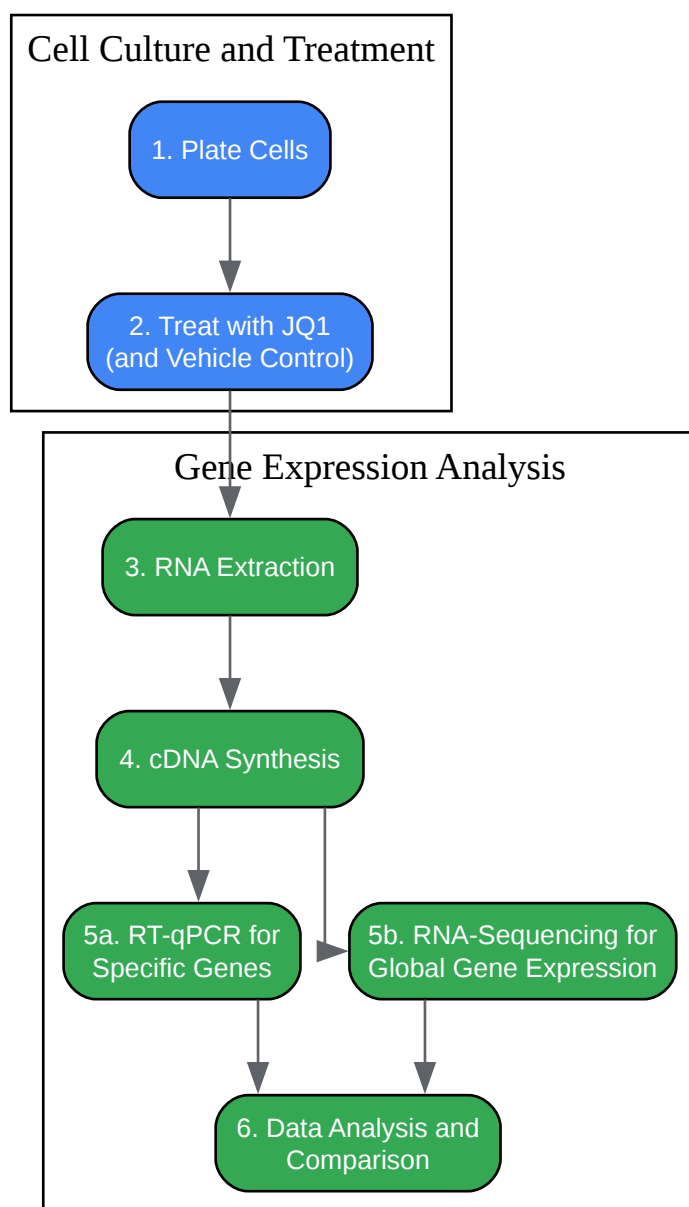 Cell Culture and Treatment
1. Plate Cells
2. Treat with JQ1
(and Vehicle Control)
Gene Expression Analysis
3. RNA Extraction
4. cDNA Synthesis
5a. RT-qPCR for
Specific Genes
5b. RNA-Sequencing for
Global Gene Expression
6. Data Analysis and
Comparison